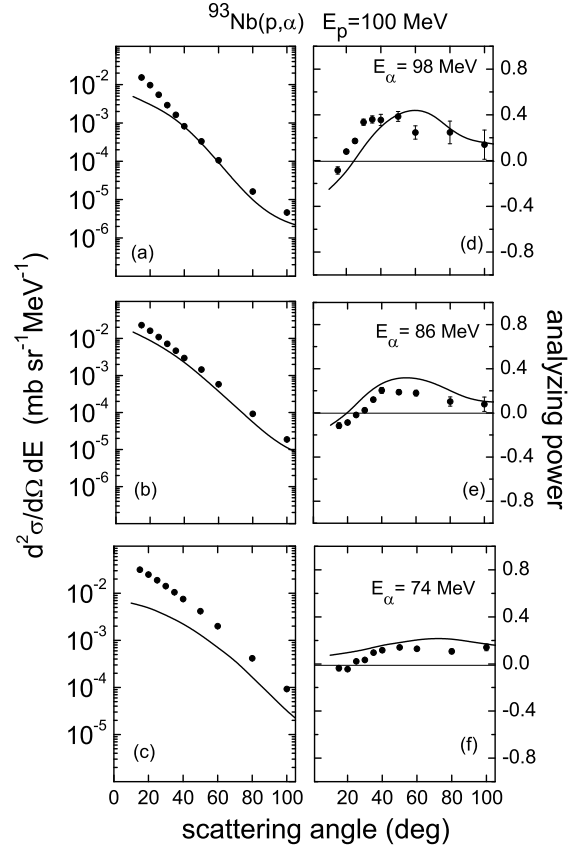 ⁹³Nb(p,α) Eₚ=100 MeV
10⁻²
10⁻³
10⁻⁴
10⁻⁵
10⁻⁶
(a)
E_α = 98 MeV
0.8
0.4
0.0
-0.4
-0.8
(d)
10⁻²
10⁻³
10⁻⁴
10⁻⁵
10⁻⁶
(b)
E_α = 86 MeV
0.8
0.4
0.0
-0.4
-0.8
(e)
10⁻²
10⁻³
10⁻⁴
10⁻⁵
(c)
E_α = 74 MeV
0.8
0.4
0.0
-0.4
-0.8
(f)
d²σ/dΩ dE (mb sr⁻¹MeV⁻¹)
analyzing power
0 20 40 60 80 100
20 40 60 80 100
scattering angle (deg)